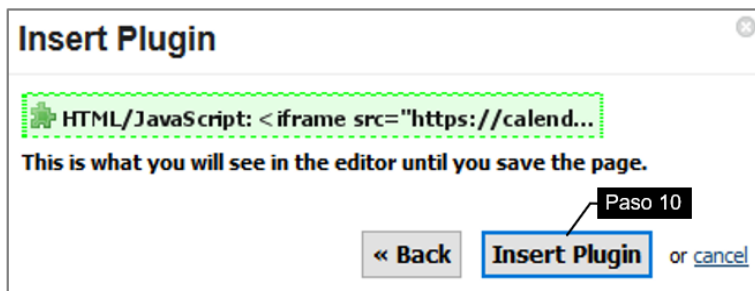 Insert Plugin
HTML/JavaScript: <iframe src="https://calend...
This is what you will see in the editor until you save the page.
Paso 10
« Back Insert Plugin or cancel